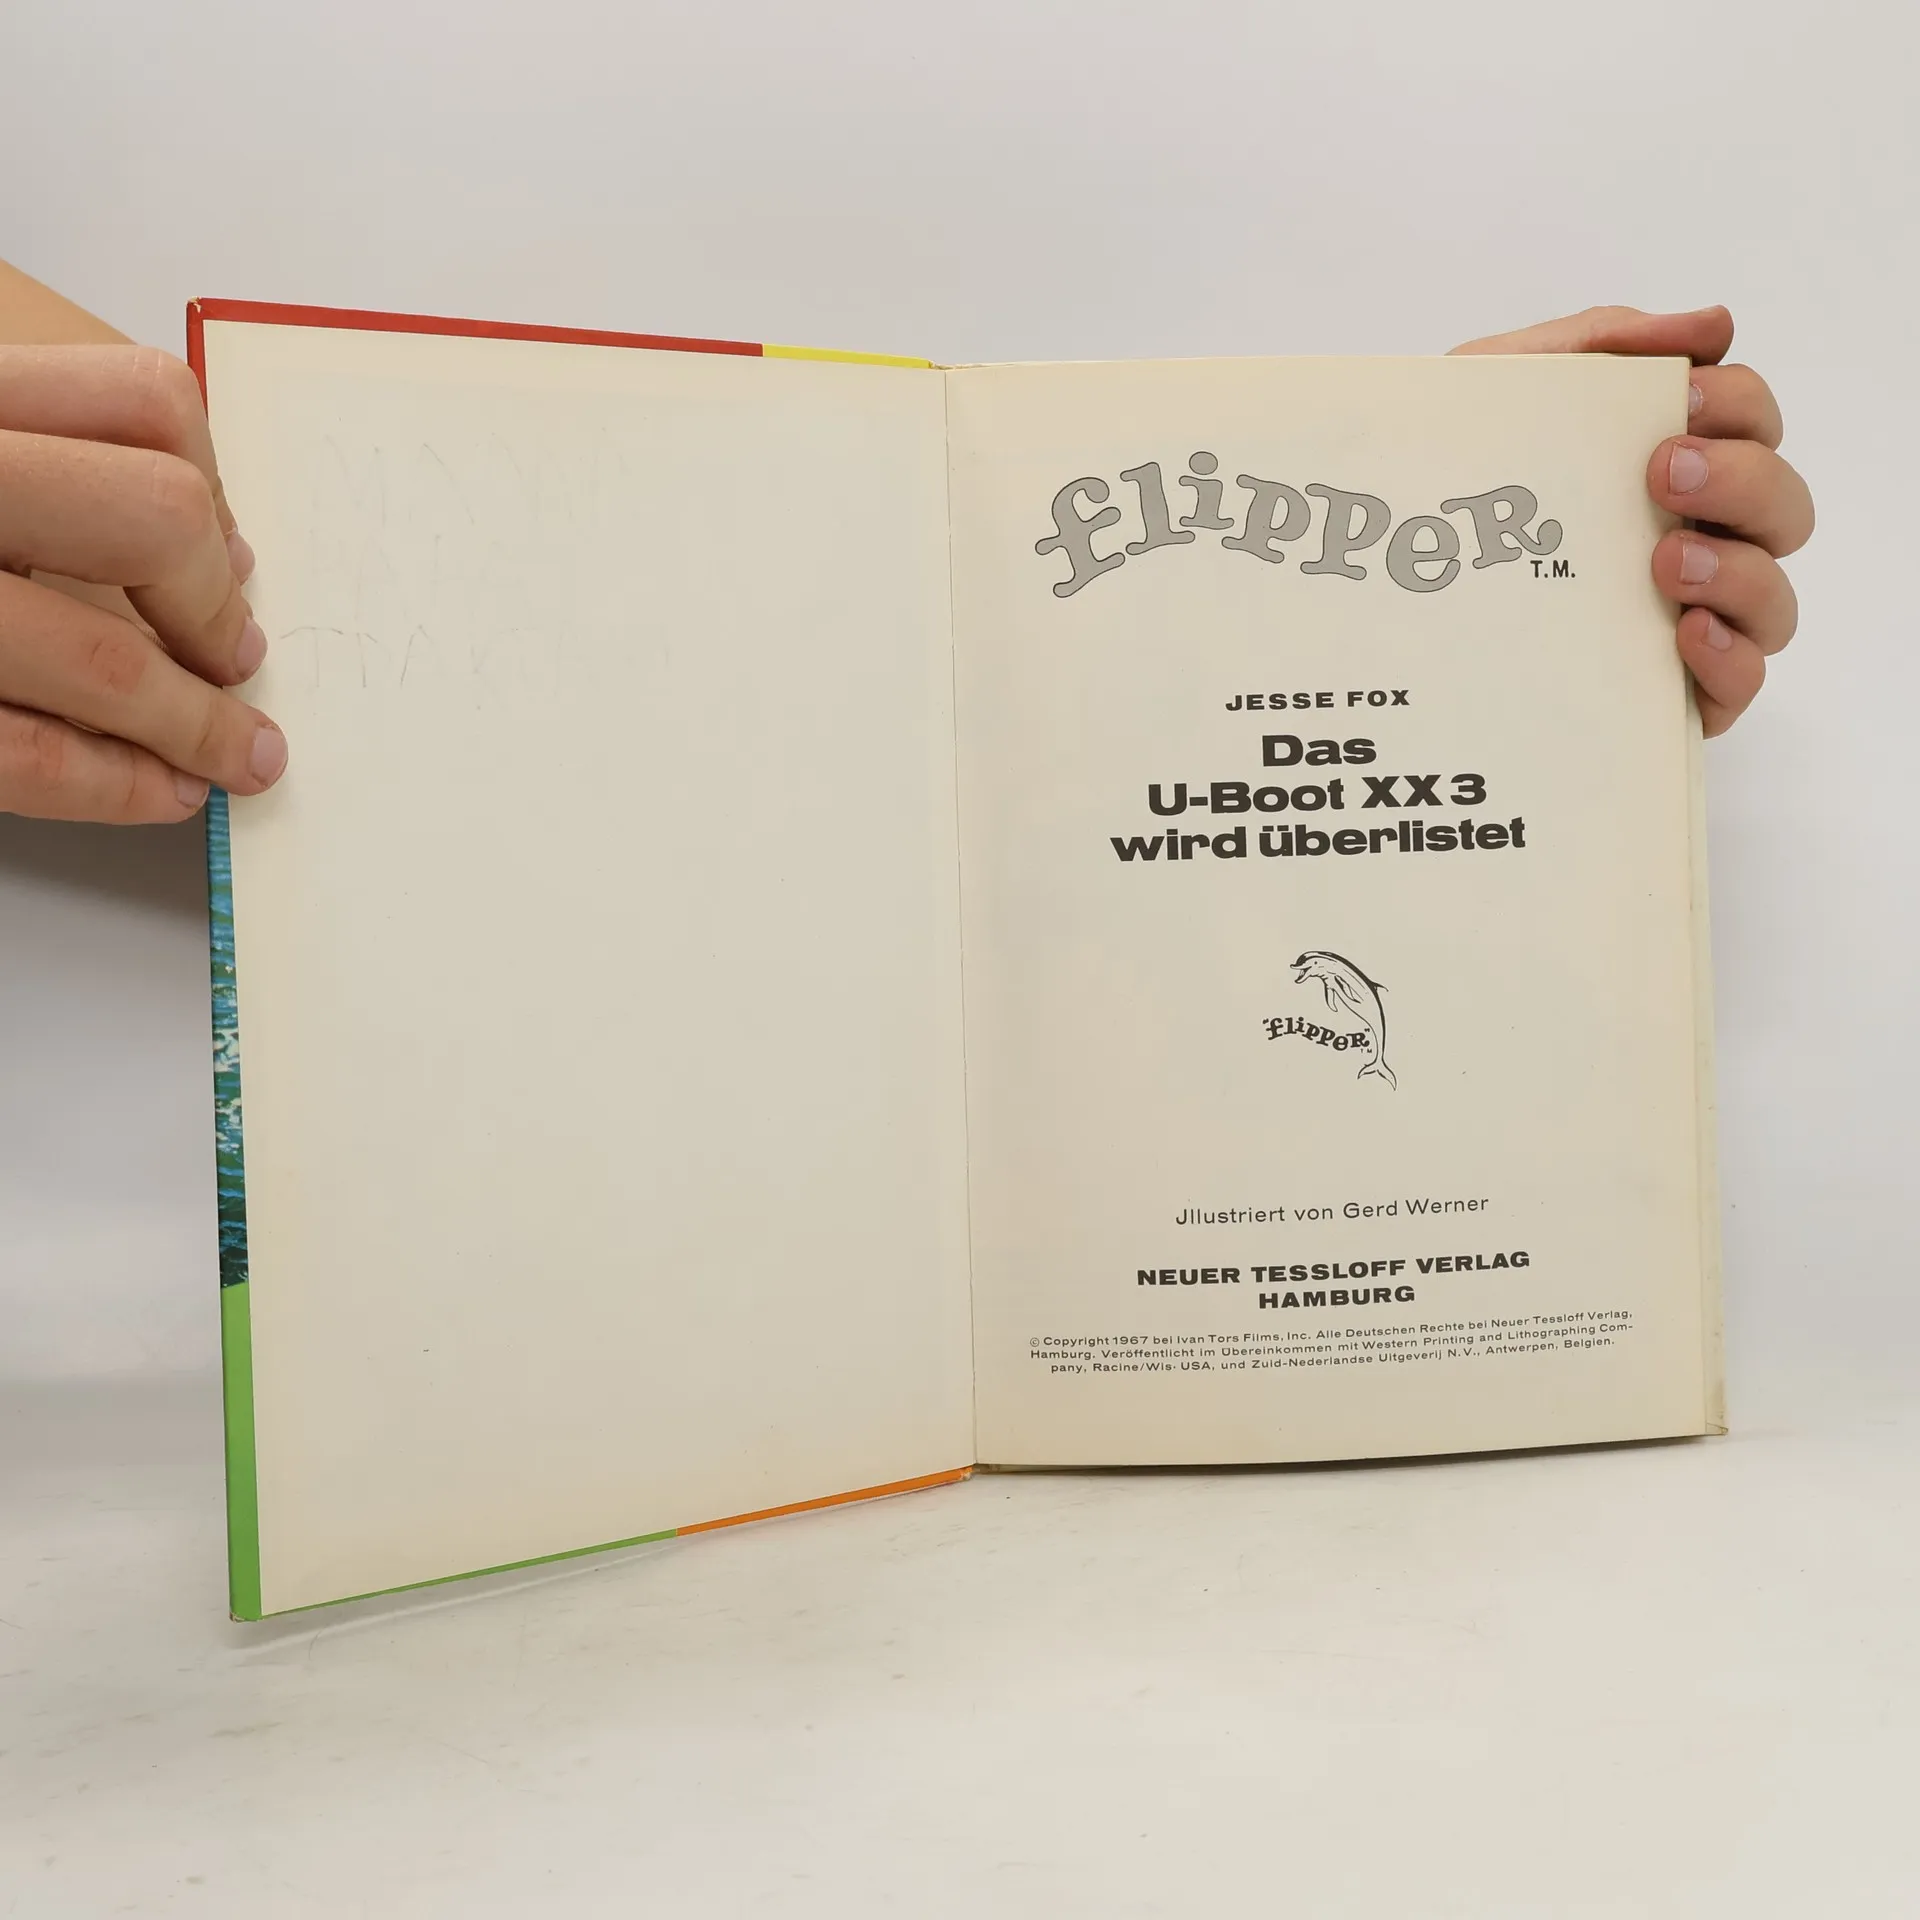 flipper
T.M.
JESSE FOX
Das
U-Boot XX3
wird überlistet
"flipper"
TM
Jllustriert von Gerd Werner
NEUER TESSLOFF VERLAG
HAMBURG
© Copyright 1967 bei Ivan Tors Films, Inc. Alle Deutschen Rechte bei Neuer Tessloff Verlag,
Hamburg. Veröffentlicht im Übereinkommen mit Western Printing and Lithographing Com-
pany, Racine/Wis. USA, und Zuid-Nederlandse Uitgeverij N.V., Antwerpen, Belgien.